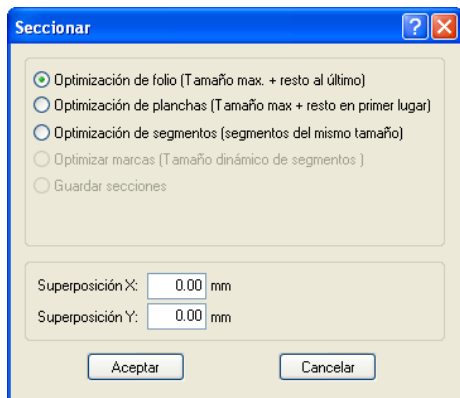 Seccionar
Optimización de folio (Tamaño max. + resto al último)
Optimización de planchas (Tamaño max + resto en primer lugar)
Optimización de segmentos (segmentos del mismo tamaño)
Optimizar marcas (Tamaño dinámico de segmentos )
Guardar secciones
Superposición X: 0.00 mm
Superposición Y: 0.00 mm
Aceptar Cancelar